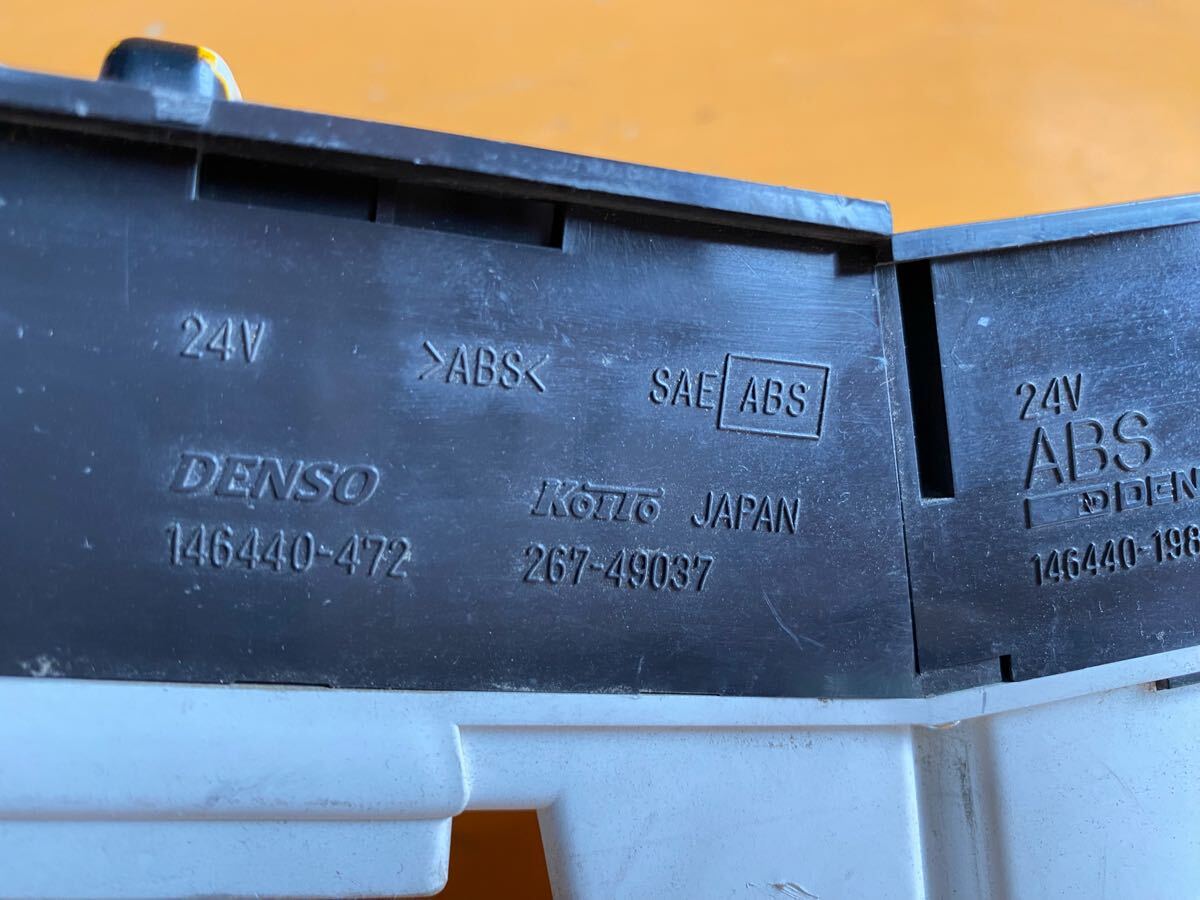 24V >ABS< SAE ABS
DENSO KOITO JAPAN
146440-472 267-49037
24V
ABS
DEN
146440-198